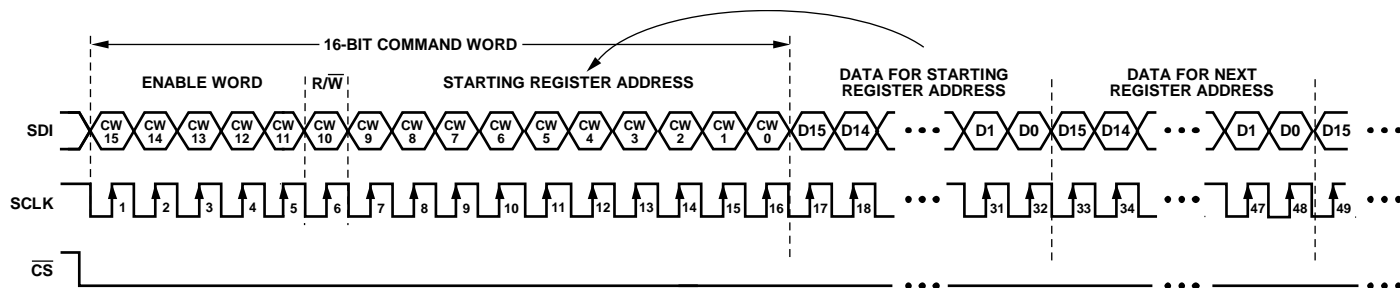 16-BIT COMMAND WORD
ENABLE WORD
R/W̅
STARTING REGISTER ADDRESS
DATA FOR STARTING
REGISTER ADDRESS
DATA FOR NEXT
REGISTER ADDRESS
SDI
CW 15
CW 14
CW 13
CW 12
CW 11
CW 10
CW 9
CW 8
CW 7
CW 6
CW 5
CW 4
CW 3
CW 2
CW 1
CW 0
D15 D14 ••• D1 D0 D15 D14 ••• D1 D0 D15 •••
SCLK 1 2 3 4 5 6 7 8 9 10 11 12 13 14 15 16 17 18 ••• 31 32 33 34 ••• 47 48 49 •••
C̅S̅ ••• ••• •••